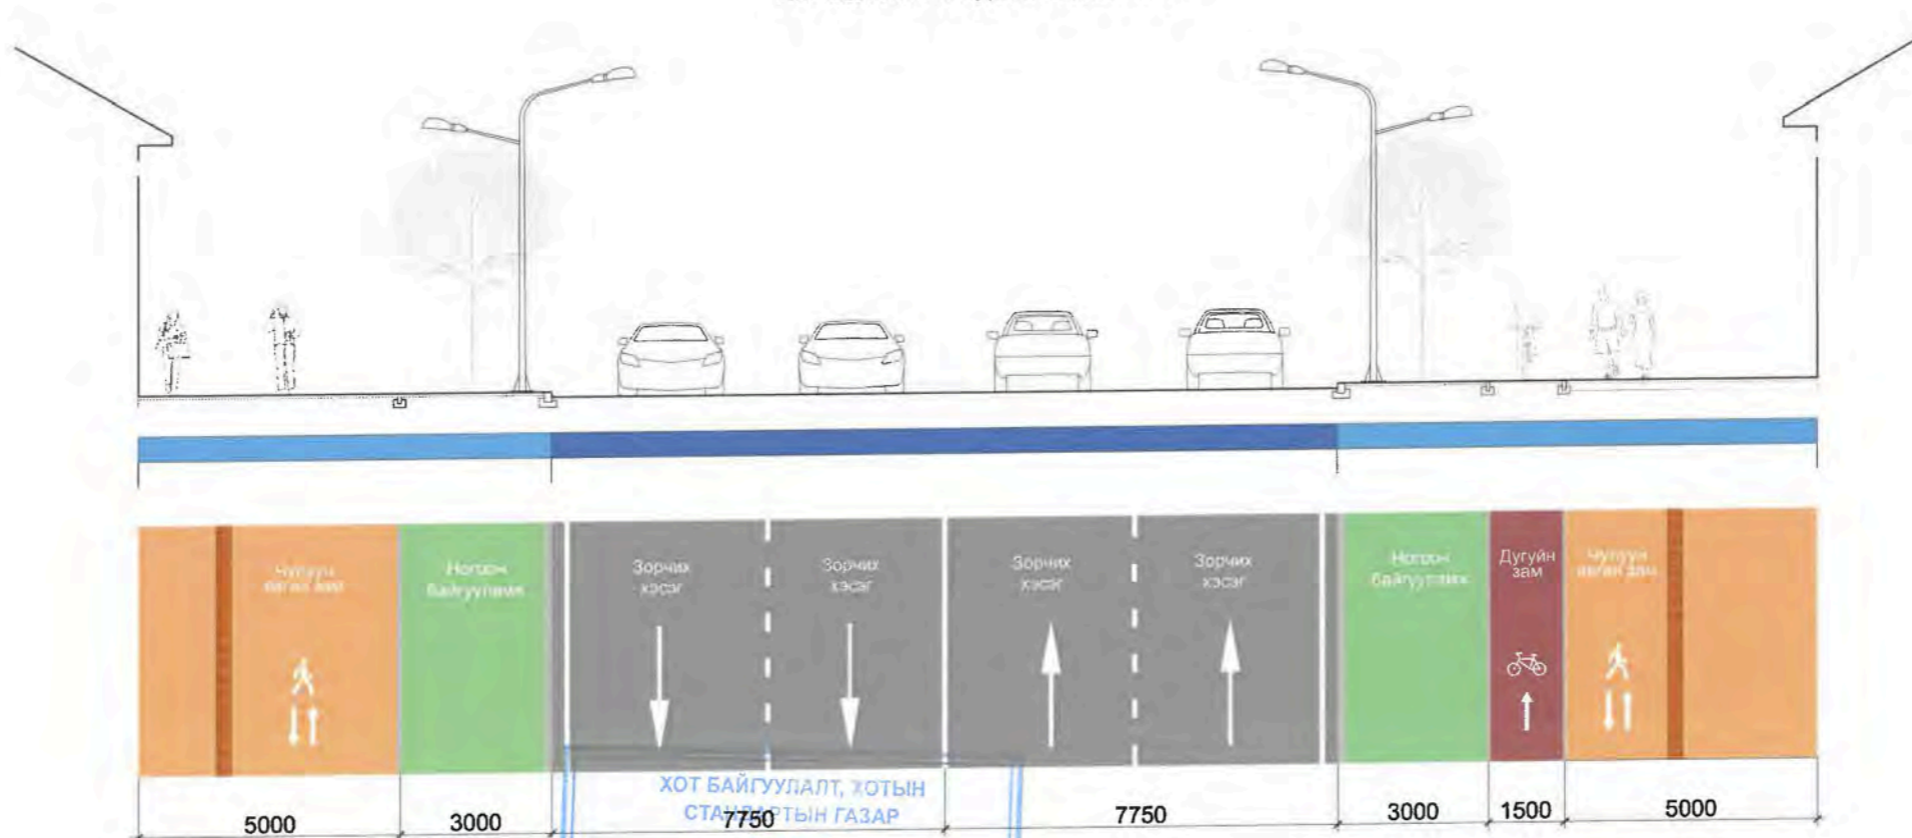 Чулуун
явган зам
Ногоон
байгууламж
Зорчих
хэсэг
Зорчих
хэсэг
Зорчих
хэсэг
Зорчих
хэсэг
Ногоон
байгууламж
Дугуйн
зам
Чулуун
явган зам
ХОТ БАЙГУУЛАЛТ, ХОТЫН
СТАНДАРТЫН ГАЗАР
5000
3000
7750
7750
3000
1500
5000